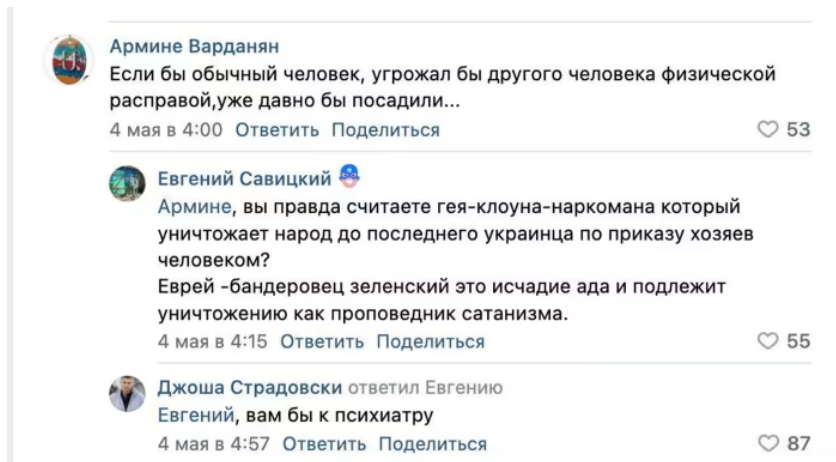 Армине Варданян
Если бы обычный человек, угрожал бы другого человека физической
расправой,уже давно бы посадили...
4 мая в 4:00 Ответить Поделиться 53
Евгений Савицкий
Армине, вы правда считаете гея-клоуна-наркомана который
уничтожает народ до последнего украинца по приказу хозяев
человеком?
Еврей -бандеровец зеленский это исчадие ада и подлежит
уничтожению как проповедник сатанизма.
4 мая в 4:15 Ответить Поделиться 55
Джоша Страдовски ответил Евгению
Евгений, вам бы к психиатру
4 мая в 4:57 Ответить Поделиться 87